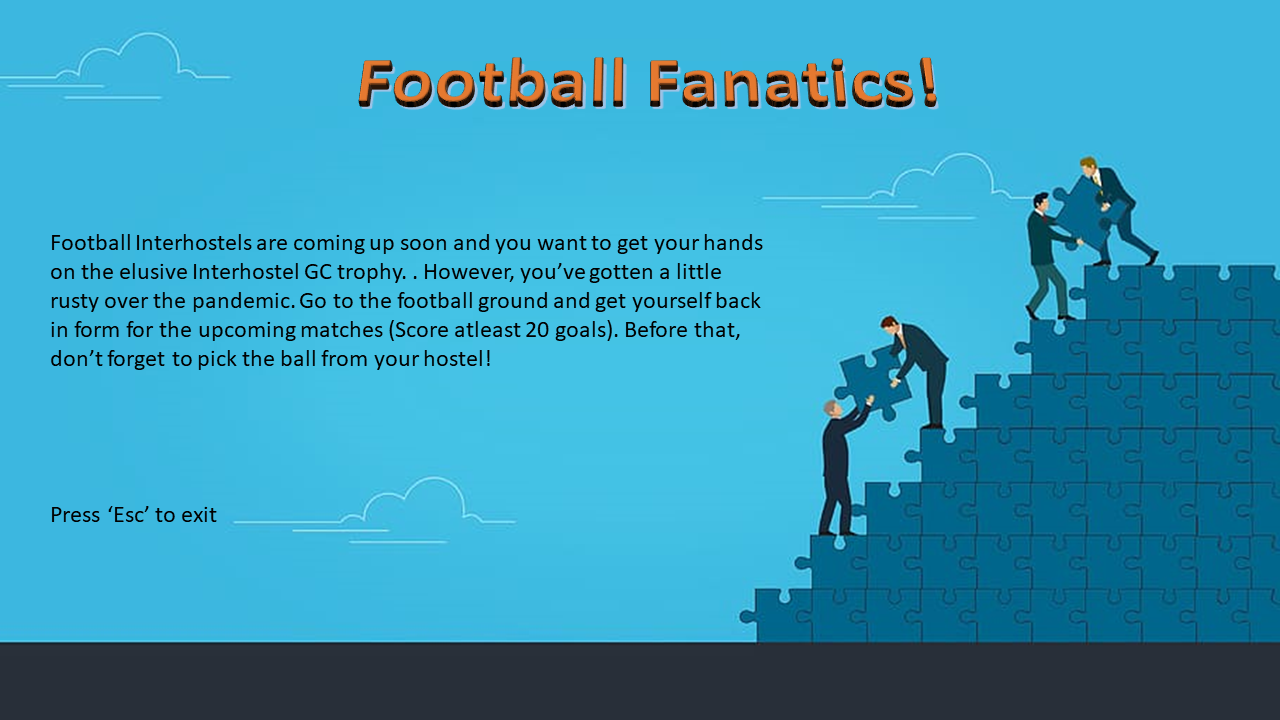 Football Fanatics!
Football Interhostels are coming up soon and you want to get your hands
on the elusive Interhostel GC trophy. . However, you’ve gotten a little
rusty over the pandemic. Go to the football ground and get yourself back
in form for the upcoming matches (Score atleast 20 goals). Before that,
don’t forget to pick the ball from your hostel!
Press ‘Esc’ to exit